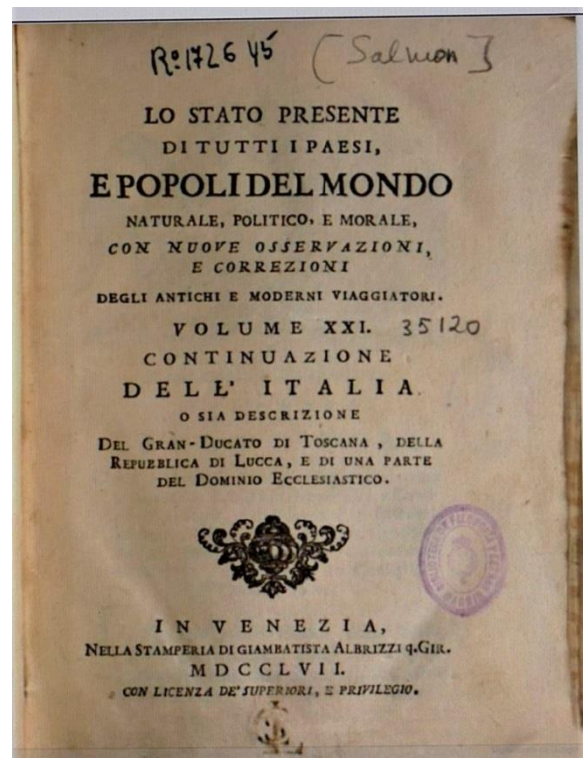 Rº 1726 45 [Salmon]
LO STATO PRESENTE
DI TUTTI I PAESI,
E POPOLI DEL MONDO
NATURALE, POLITICO, E MORALE,
CON NUOVE OSSERVAZIONI,
E CORREZIONI
DEGLI ANTICHI E MODERNI VIAGGIATORI.
VOLUME XXI. 35120
CONTINUAZIONE
DELL' ITALIA
O SIA DESCRIZIONE
DEL GRAN-DUCATO DI TOSCANA, DELLA
REPUBBLICA DI LUCCA, E DI UNA PARTE
DEL DOMINIO ECCLESIASTICO.
IN VENEZIA,
NELLA STAMPERIA DI GIAMBATISTA ALBRIZZI q. GIR.
MDCCLVII.
CON LICENZA DE' SUPERIORI, E PRIVILEGIO.